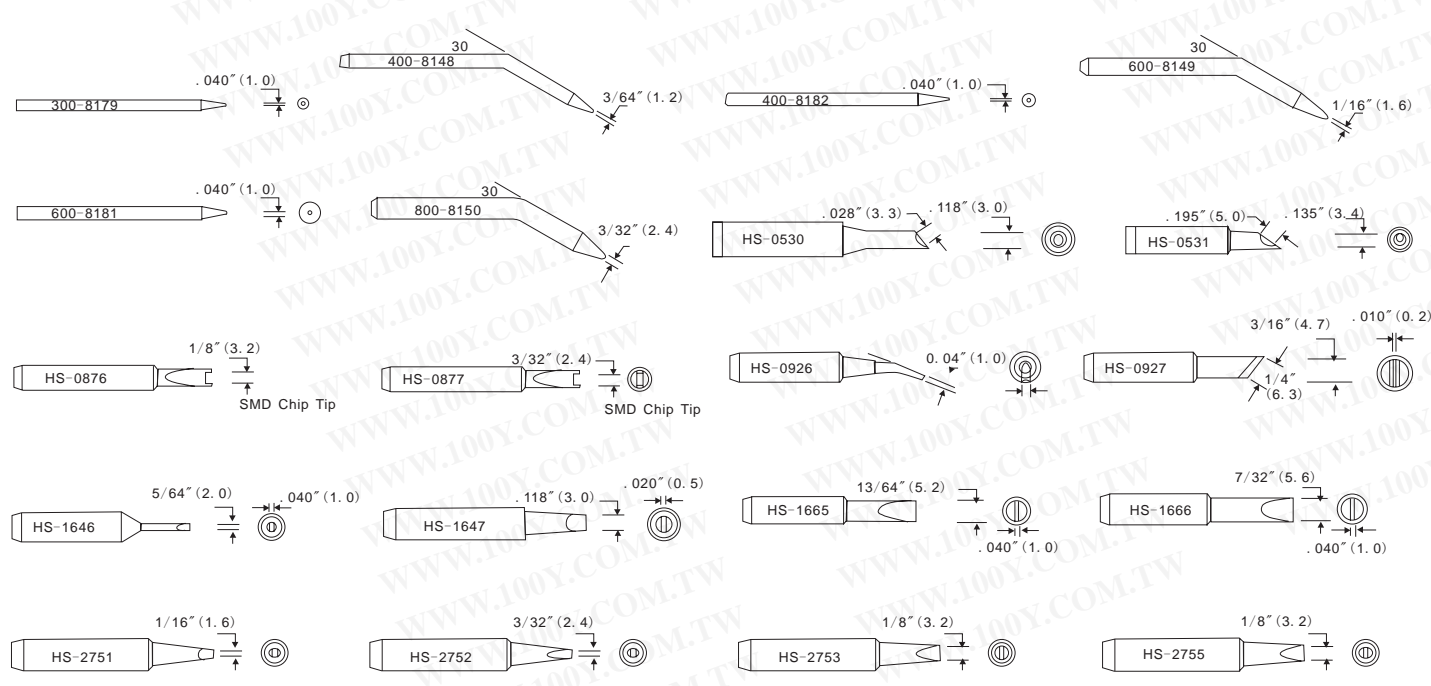 . 040″(1. 0)
300-8179
30
400-8148
3/64″(1. 2)
. 040″(1. 0)
400-8182
30
600-8149
1/16″(1. 6)
. 040″(1. 0)
600-8181
30
800-8150
3/32″(2. 4)
. 028″(3. 3)
. 118″(3. 0)
HS-0530
. 195″(5. 0)
. 135″(3. 4)
HS-0531
1/8″(3. 2)
HS-0876
SMD Chip Tip
3/32″(2. 4)
HS-0877
SMD Chip Tip
HS-0926
0. 04″(1. 0)
3/16″(4. 7)
. 010″(0. 2)
HS-0927
1/4″
(6. 3)
5/64″(2. 0)
. 040″(1. 0)
HS-1646
. 118″(3. 0)
. 020″(0. 5)
HS-1647
13/64″(5. 2)
HS-1665
. 040″(1. 0)
7/32″(5. 6)
HS-1666
. 040″(1. 0)
1/16″(1. 6)
HS-2751
3/32″(2. 4)
HS-2752
1/8″(3. 2)
HS-2753
1/8″(3. 2)
HS-2755
WWW.100Y.COM.TW